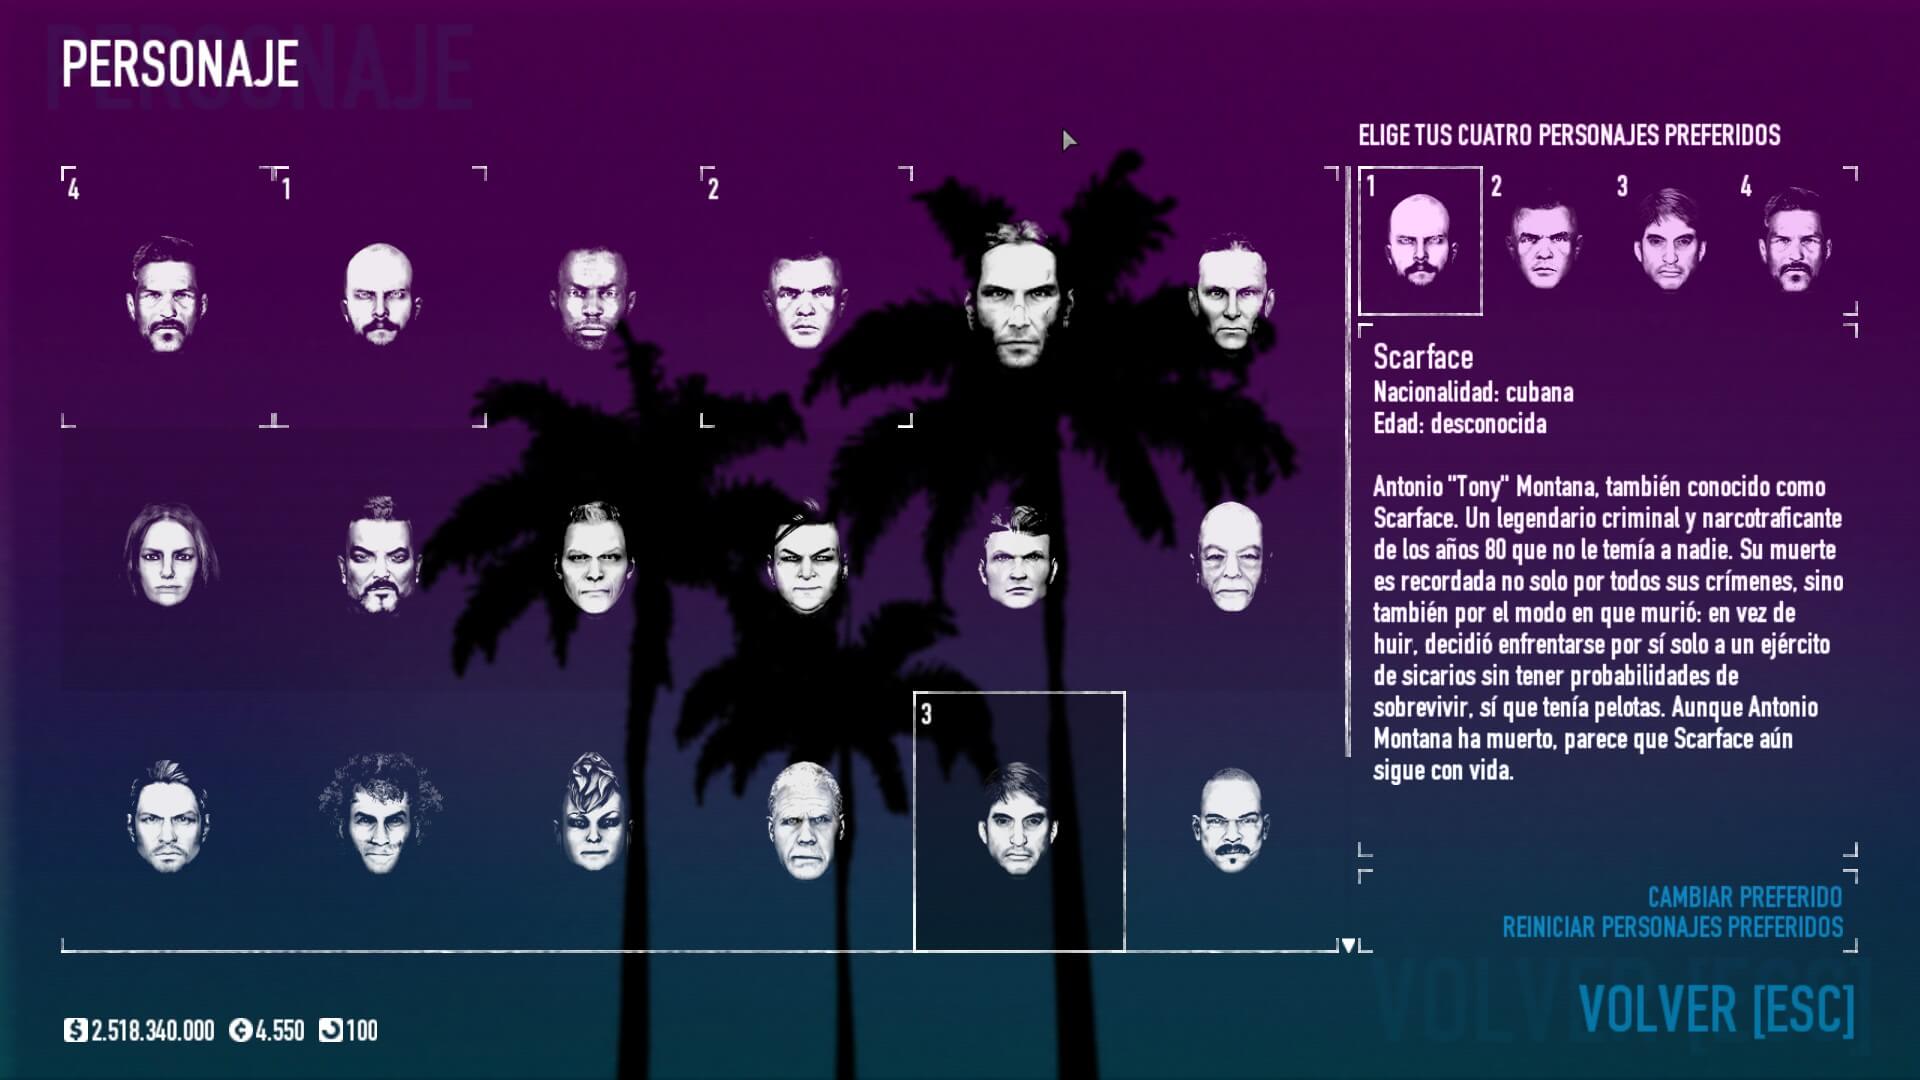 PERSONAJE
ELIGE TUS CUATRO PERSONAJES PREFERIDOS
4
1
2
1
2
3
4
Scarface
Nacionalidad: cubana
Edad: desconocida
Antonio "Tony" Montana, también conocido como
Scarface. Un legendario criminal y narcotraficante
de los años 80 que no le temía a nadie. Su muerte
es recordada no solo por todos sus crímenes, sino
también por el modo en que murió: en vez de
huir, decidió enfrentarse por sí solo a un ejército
de sicarios sin tener probabilidades de
sobrevivir, sí que tenía pelotas. Aunque Antonio
Montana ha muerto, parece que Scarface aún
sigue con vida.
3
CAMBIAR PREFERIDO
REINICIAR PERSONAJES PREFERIDOS
VOLVER [ESC]
$ 2.518.340.000 4.550 100